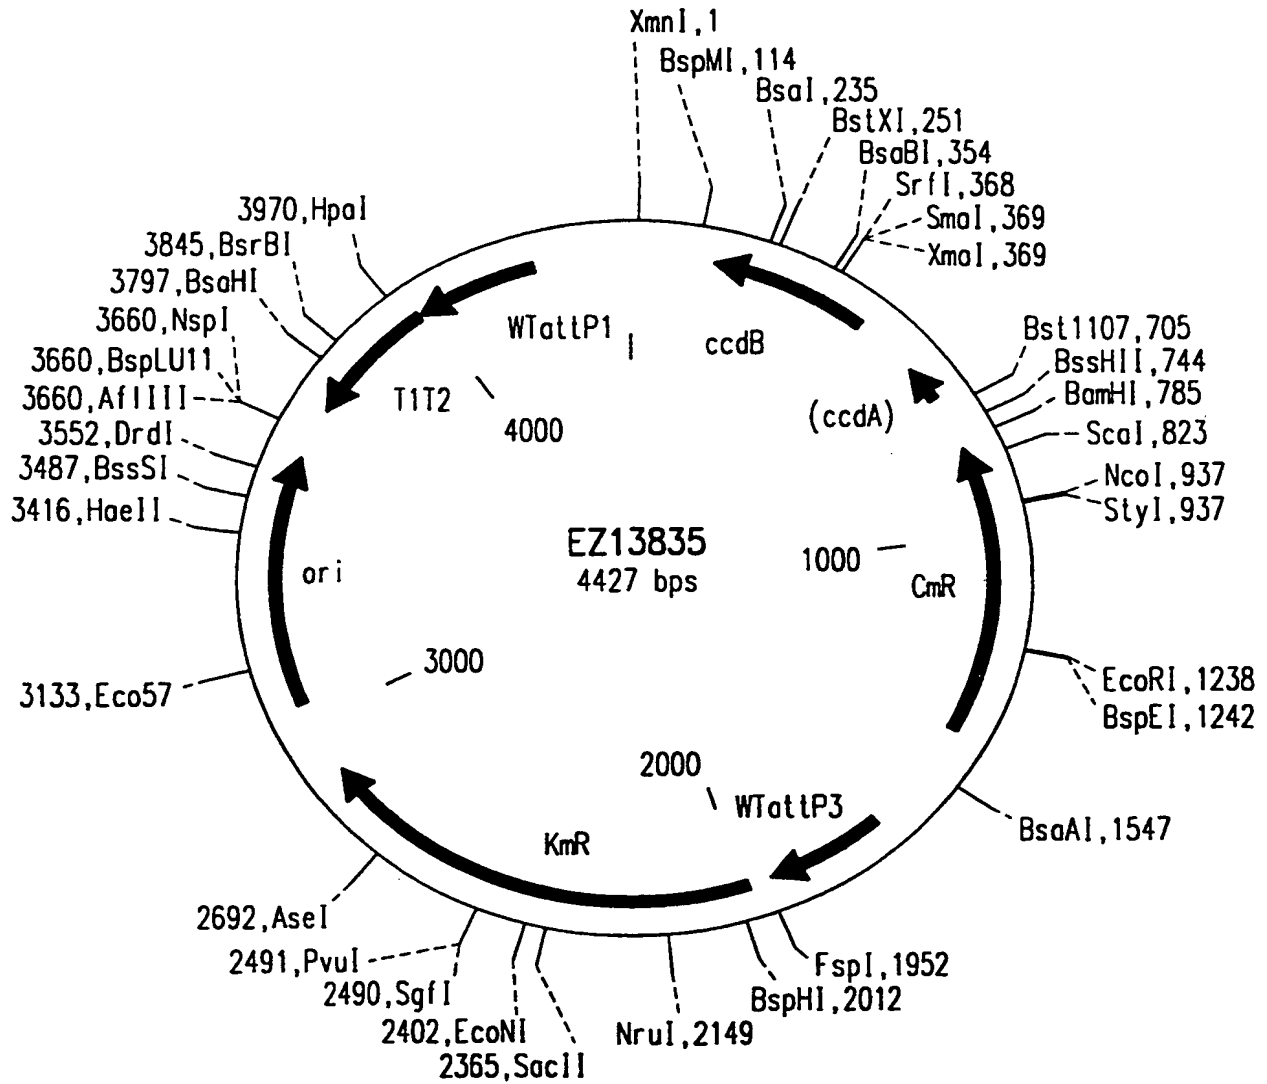 XmnI,1
BspMI,114
BsaI,235
BstXI,251
BsaBI,354
SrfI,368
SmaI,369
XmaI,369
Bst1107,705
BssHII,744
BamHI,785
ScaI,823
NcoI,937
StyI,937
EcoRI,1238
BspEI,1242
BsaAI,1547
FspI,1952
BspHI,2012
NruI,2149
2365,SacII
2402,EcoNI
2490,SgfI
2491,PvuI
2692,AseI
3133,Eco57
3416,HaeII
3487,BssSI
3552,DrdI
3660,AflIII
3660,BspLU11
3660,NspI
3797,BsaHI
3845,BsrBI
3970,HpaI
WTattP1
ccdB
T1T2
4000
(ccdA)
EZ13835
4427 bps
1000
CmR
ori
3000
2000
WTattP3
KmR